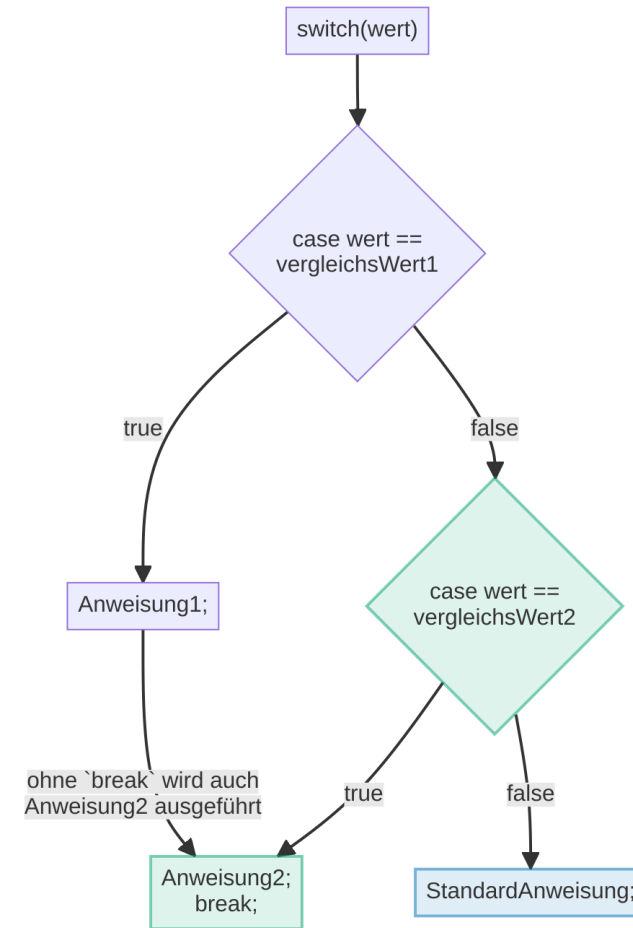 switch(wert)
case wert ==
vergleichsWert1
true
false
Anweisung1;
case wert ==
vergleichsWert2
ohne `break` wird auch
Anweisung2 ausgeführt
true
false
Anweisung2;
break;
StandardAnweisung;